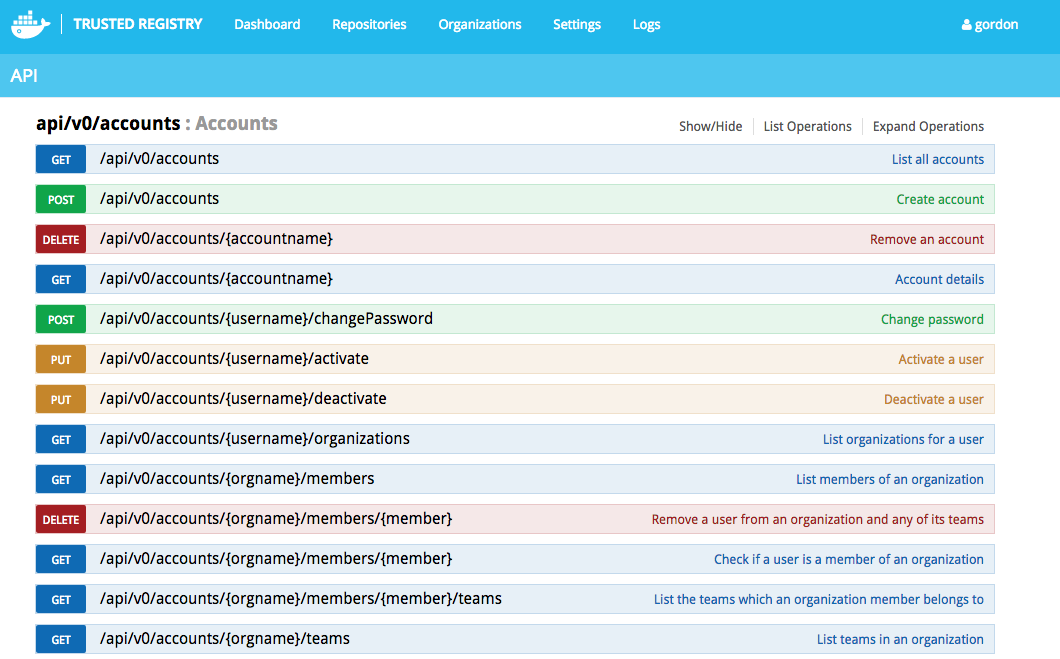 TRUSTED REGISTRY Dashboard Repositories Organizations Settings Logs gordon
API
api/v0/accounts : Accounts Show/Hide List Operations Expand Operations
GET /api/v0/accounts List all accounts
POST /api/v0/accounts Create account
DELETE /api/v0/accounts/{accountname} Remove an account
GET /api/v0/accounts/{accountname} Account details
POST /api/v0/accounts/{username}/changePassword Change password
PUT /api/v0/accounts/{username}/activate Activate a user
PUT /api/v0/accounts/{username}/deactivate Deactivate a user
GET /api/v0/accounts/{username}/organizations List organizations for a user
GET /api/v0/accounts/{orgname}/members List members of an organization
DELETE /api/v0/accounts/{orgname}/members/{member} Remove a user from an organization and any of its teams
GET /api/v0/accounts/{orgname}/members/{member} Check if a user is a member of an organization
GET /api/v0/accounts/{orgname}/members/{member}/teams List the teams which an organization member belongs to
GET /api/v0/accounts/{orgname}/teams List teams in an organization